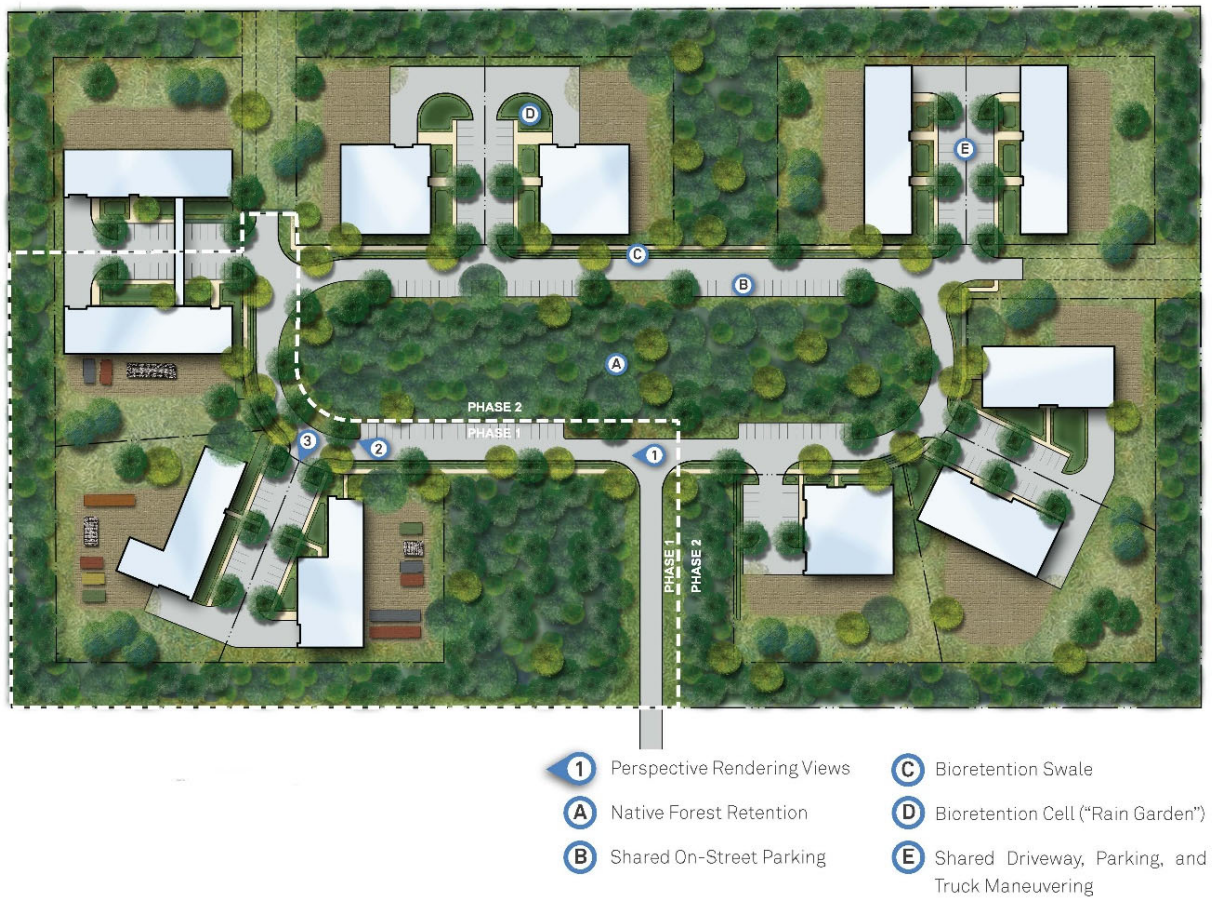 D
E
C
B
A
PHASE 2
PHASE 1
3
2
1
PHASE 1
PHASE 2
1 Perspective Rendering Views
A Native Forest Retention
B Shared On-Street Parking
C Bioretention Swale
D Bioretention Cell (“Rain Garden”)
E Shared Driveway, Parking, and
Truck Maneuvering